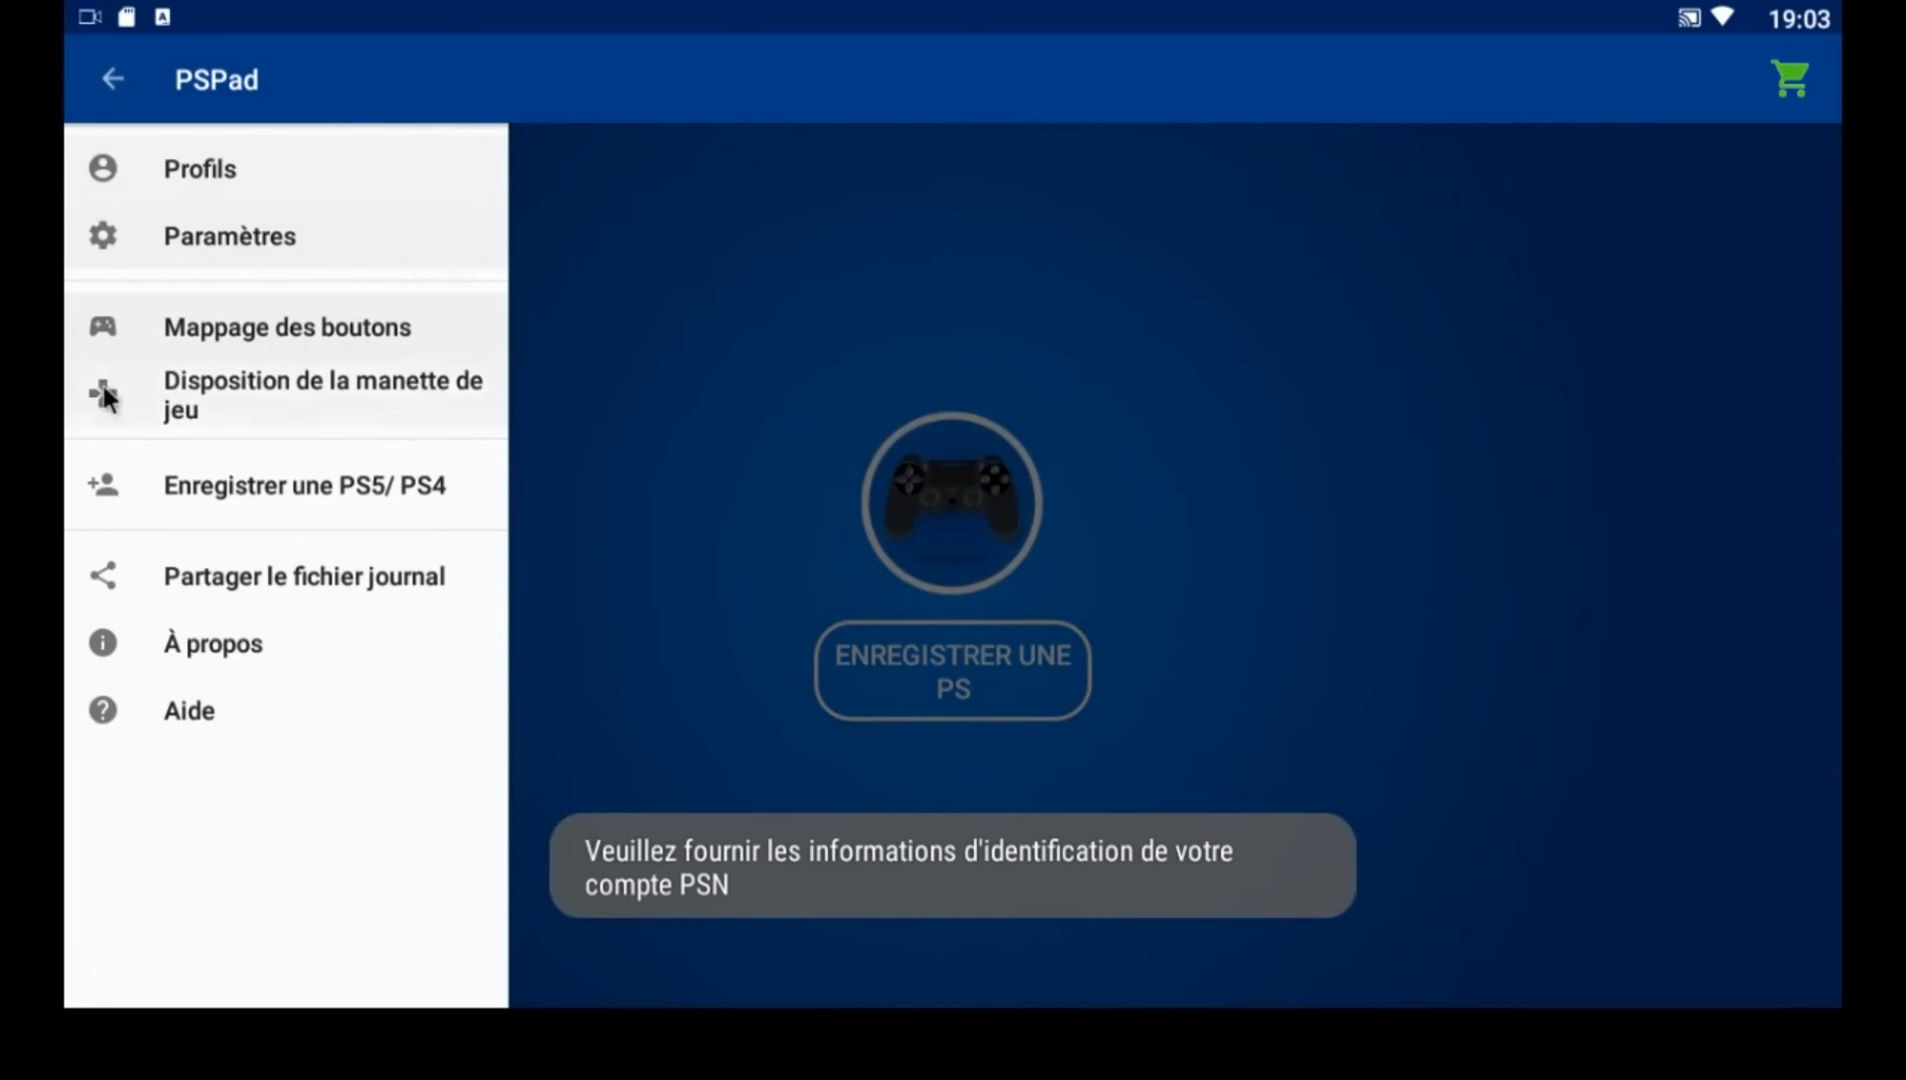 19:03
PSPad
Profils
Paramètres
Mappage des boutons
Disposition de la manette de
jeu
Enregistrer une PS5/ PS4
Partager le fichier journal
À propos
Aide
ENREGISTRER UNE
PS
Veuillez fournir les informations d'identification de votre
compte PSN